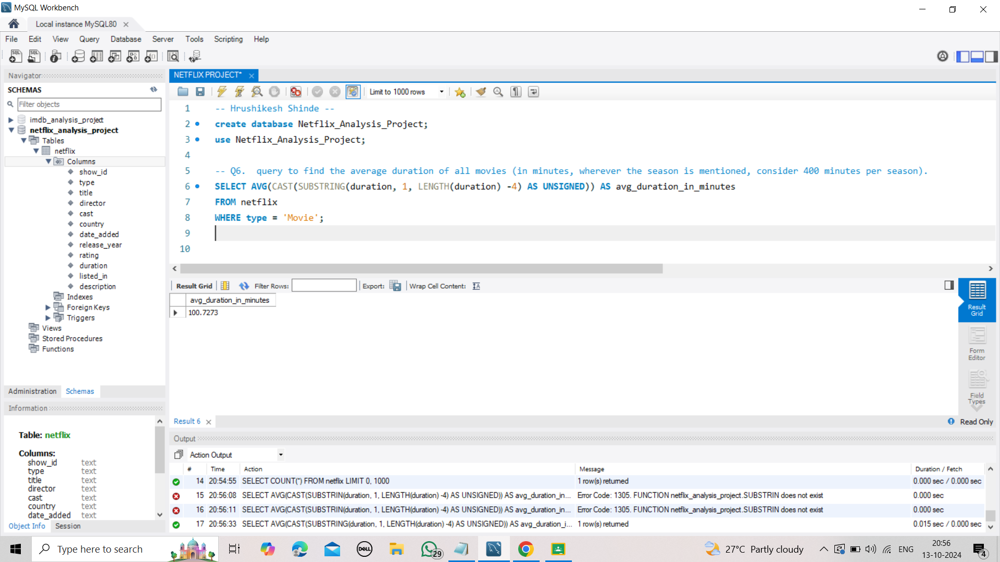 MySQL Workbench
Local instance MySQL80
File Edit View Query Database Server Tools Scripting Help
Navigator
SCHEMAS
Filter objects
imdb_analysis_project
netflix_analysis_project
Tables
netflix
Columns
show_id
type
title
director
cast
country
date_added
release_year
rating
duration
listed_in
description
Indexes
Foreign Keys
Triggers
Views
Stored Procedures
Functions
Administration Schemas
Information
Table: netflix
Columns:
show_id text
type text
title text
director text
cast text
country text
date_added text
Object Info Session
NETFLIX PROJECT*
Limit to 1000 rows
1 -- Hrushikesh Shinde --
2 create database Netflix_Analysis_Project;
3 use Netflix_Analysis_Project;
4
5 -- Q6. query to find the average duration of all movies (in minutes, wherever the season is mentioned, consider 400 minutes per season).
6 SELECT AVG(CAST(SUBSTRING(duration, 1, LENGTH(duration) -4) AS UNSIGNED)) AS avg_duration_in_minutes
7 FROM netflix
8 WHERE type = 'Movie';
9
10
Result Grid Filter Rows: Export: Wrap Cell Content:
avg_duration_in_minutes
100.7273
Result Grid
Form Editor
Field Types
Result 6
Read Only
Output
Action Output
# Time Action Message Duration / Fetch
14 20:54:55 SELECT COUNT(*) FROM netflix LIMIT 0, 1000 1 row(s) returned 0.000 sec / 0.000 sec
15 20:56:08 SELECT AVG(CAST(SUBSTRIN(duration, 1, LENGTH(duration) -4) AS UNSIGNED)) AS avg_duration_in... Error Code: 1305. FUNCTION netflix_analysis_project.SUBSTRIN does not exist 0.000 sec
16 20:56:11 SELECT AVG(CAST(SUBSTRIN(duration, 1, LENGTH(duration) -4) AS UNSIGNED)) AS avg_duration_in... Error Code: 1305. FUNCTION netflix_analysis_project.SUBSTRIN does not exist 0.000 sec
17 20:56:33 SELECT AVG(CAST(SUBSTRING(duration, 1, LENGTH(duration) -4) AS UNSIGNED)) AS avg_duration_i... 1 row(s) returned 0.015 sec / 0.000 sec
Type here to search
DELL
29
27°C Partly cloudy
ENG
20:56
13-10-2024
4